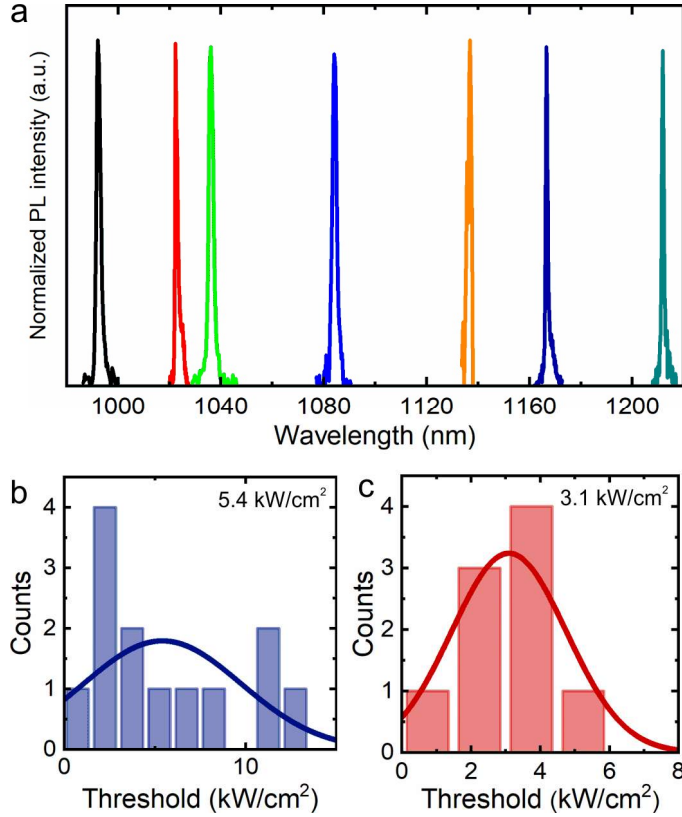 a
Normalized PL intensity (a.u.)
1000 1040 1080 1120 1160 1200
Wavelength (nm)
b
5.4 kW/cm²
4
3
2
1
0
Counts
0 10
Threshold (kW/cm²)
c
3.1 kW/cm²
4
3
2
1
0
Counts
0 2 4 6 8
Threshold (kW/cm²)